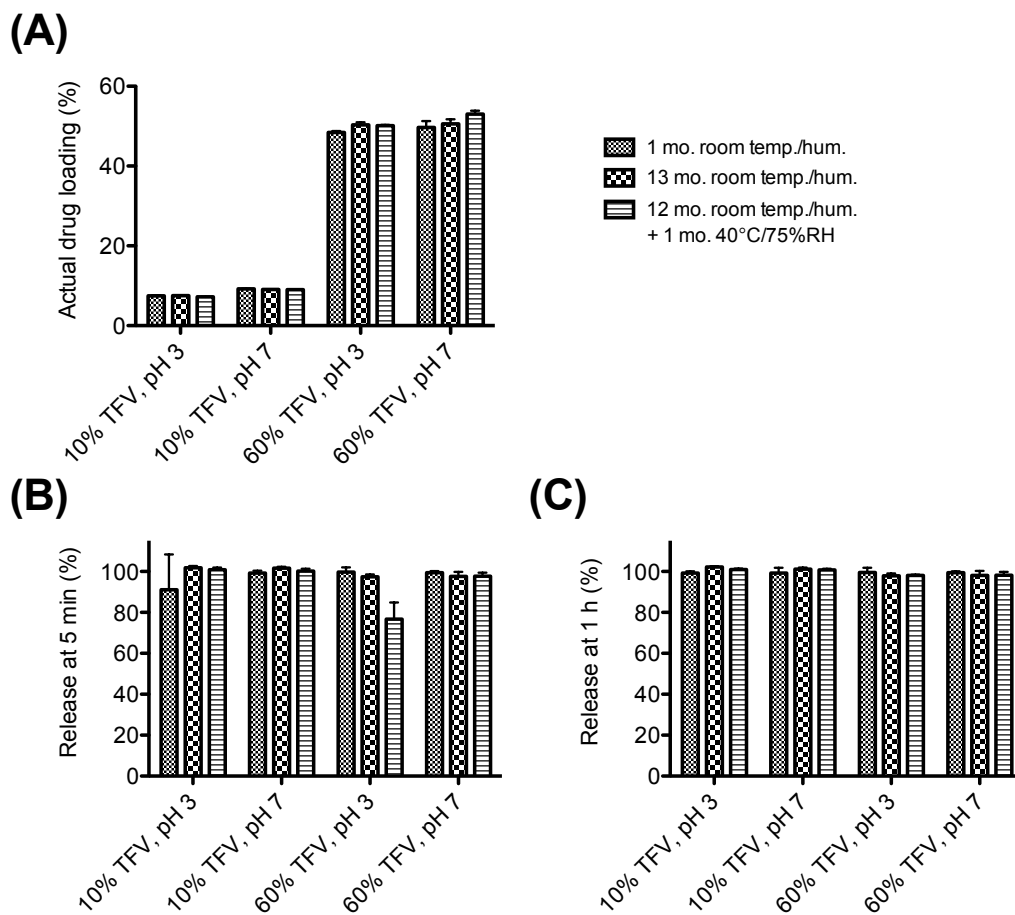 (A)
Actual drug loading (%)
60
40
20
0
10% TFV, pH 3
10% TFV, pH 7
60% TFV, pH 3
60% TFV, pH 7
1 mo. room temp./hum.
13 mo. room temp./hum.
12 mo. room temp./hum.
+ 1 mo. 40°C/75%RH
(B)
Release at 5 min (%)
100
80
60
40
20
0
10% TFV, pH 3
10% TFV, pH 7
60% TFV, pH 3
60% TFV, pH 7
(C)
Release at 1 h (%)
100
80
60
40
20
0
10% TFV, pH 3
10% TFV, pH 7
60% TFV, pH 3
60% TFV, pH 7